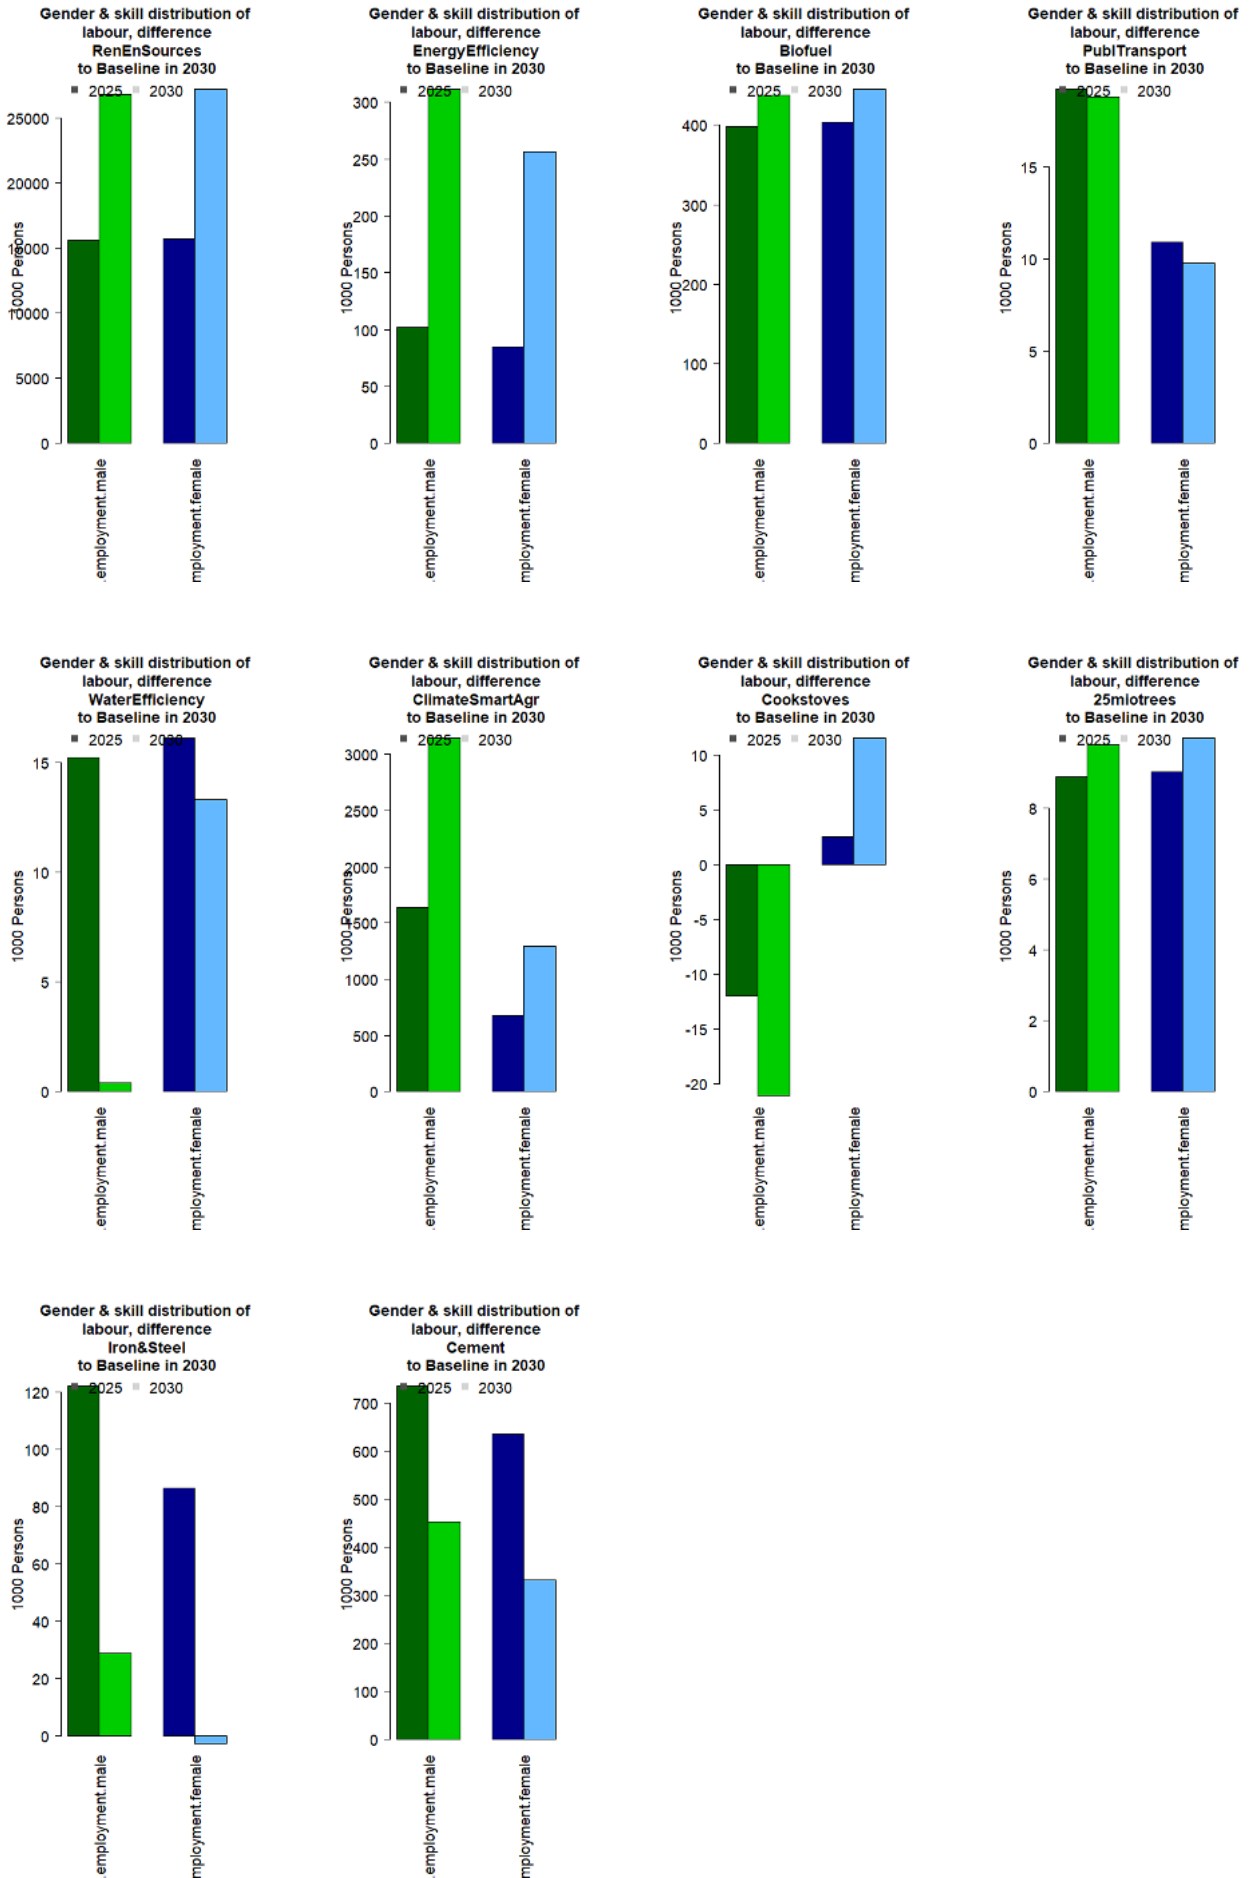 Gender & skill distribution of
labour, difference
RenEnSources
to Baseline in 2030
2025 2030
25000
20000
15000
10000
5000
0
1000 Persons
.employment.male
mployment.female
Gender & skill distribution of
labour, difference
EnergyEfficiency
to Baseline in 2030
2025 2030
300
250
200
150
100
50
0
1000 Persons
.employment.male
mployment.female
Gender & skill distribution of
labour, difference
Biofuel
to Baseline in 2030
2025 2030
400
300
200
100
0
1000 Persons
.employment.male
mployment.female
Gender & skill distribution of
labour, difference
PublTransport
to Baseline in 2030
2025 2030
15
10
5
0
1000 Persons
.employment.male
mployment.female
Gender & skill distribution of
labour, difference
WaterEfficiency
to Baseline in 2030
2025 2030
15
10
5
0
1000 Persons
.employment.male
mployment.female
Gender & skill distribution of
labour, difference
ClimateSmartAgr
to Baseline in 2030
2025 2030
3000
2500
2000
1500
1000
500
0
1000 Persons
.employment.male
mployment.female
Gender & skill distribution of
labour, difference
Cookstoves
to Baseline in 2030
2025 2030
10
5
0
-5
-10
-15
-20
1000 Persons
.employment.male
mployment.female
Gender & skill distribution of
labour, difference
25miotrees
to Baseline in 2030
2025 2030
8
6
4
2
0
1000 Persons
.employment.male
mployment.female
Gender & skill distribution of
labour, difference
Iron&Steel
to Baseline in 2030
2025 2030
120
100
80
60
40
20
0
1000 Persons
.employment.male
mployment.female
Gender & skill distribution of
labour, difference
Cement
to Baseline in 2030
2025 2030
700
600
500
400
300
200
100
0
1000 Persons
.employment.male
mployment.female